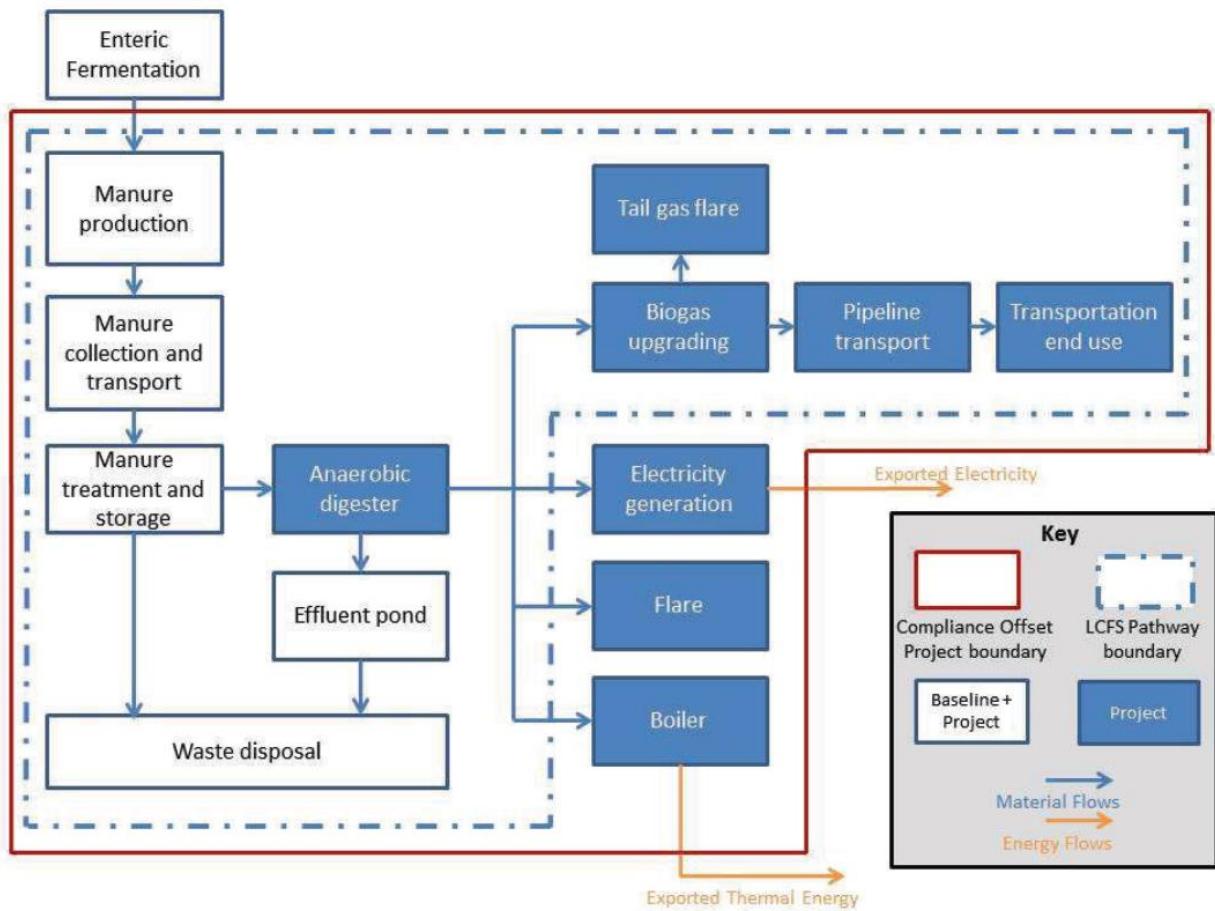 Enteric
Fermentation
Manure
production
Manure
collection and
transport
Manure
treatment and
storage
Anaerobic
digester
Effluent pond
Waste disposal
Tail gas flare
Biogas
upgrading
Pipeline
transport
Transportation
end use
Electricity
generation
Exported Electricity
Flare
Boiler
Exported Thermal Energy
Key
Compliance Offset
Project boundary
LCFS Pathway
boundary
Baseline +
Project
Project
Material Flows
Energy Flows